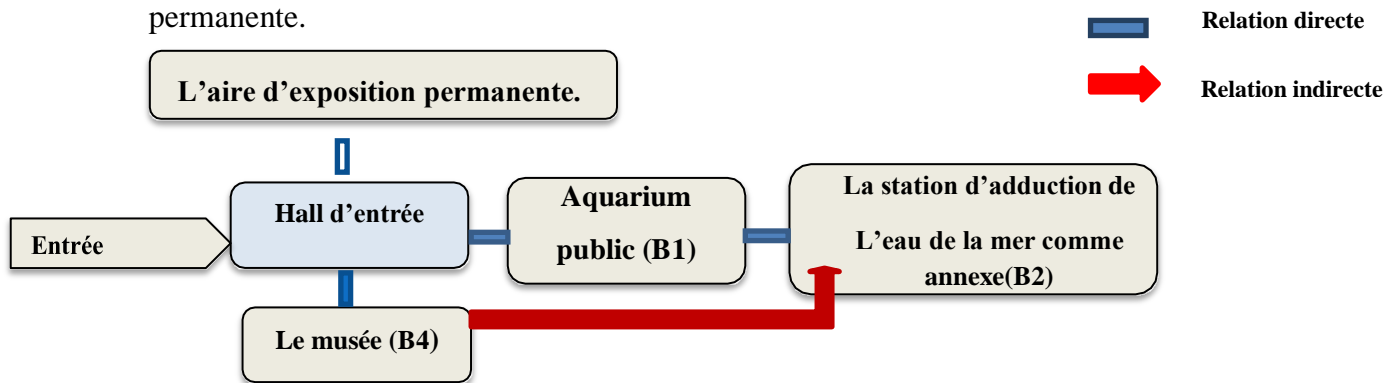 permanente.
Relation directe
L’aire d’exposition permanente.
Relation indirecte
Hall d’entrée
Aquarium
public (B1)
La station d’adduction de
L’eau de la mer comme
annexe(B2)
Entrée
Le musée (B4)